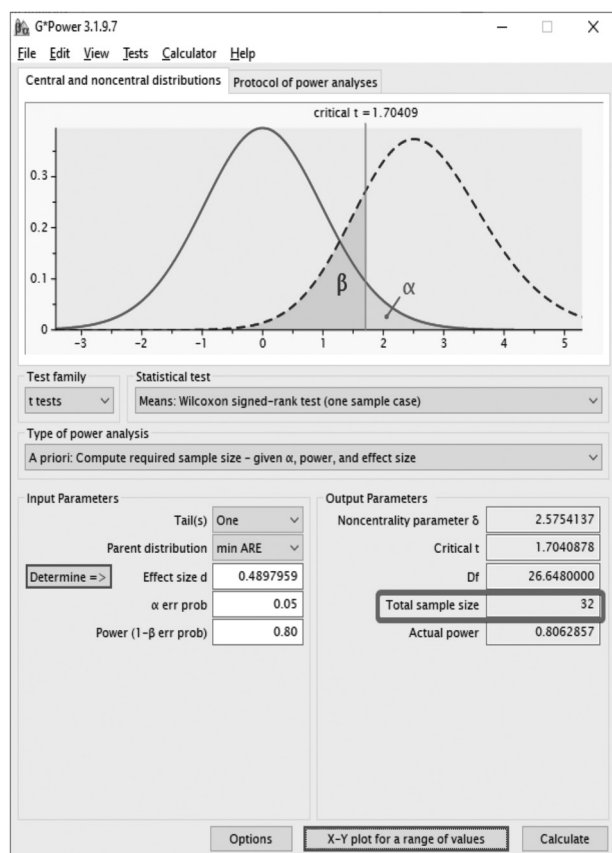 G*Power 3.1.9.7
File Edit View Tests Calculator Help
Central and noncentral distributions Protocol of power analyses
critical t = 1.70409
0.3
0.2
0.1
0
β
α
-3 -2 -1 0 1 2 3 4 5
Test family Statistical test
t tests Means: Wilcoxon signed-rank test (one sample case)
Type of power analysis
A priori: Compute required sample size - given α, power, and effect size
Input Parameters Output Parameters
Tail(s) One Noncentrality parameter δ 2.5754137
Parent distribution min ARE Critical t 1.7040878
Determine => Effect size d 0.4897959 Df 26.6480000
α err prob 0.05 Total sample size 32
Power (1-β err prob) 0.80 Actual power 0.8062857
Options X-Y plot for a range of values Calculate